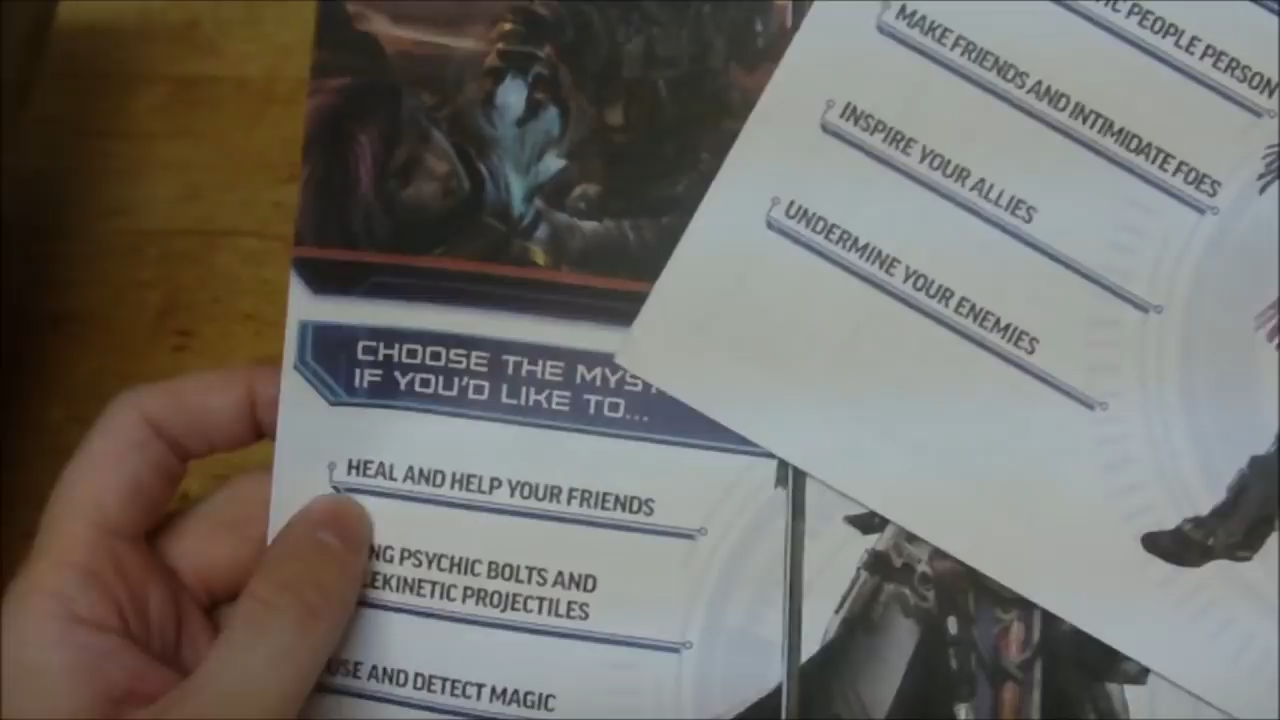 PEOPLE PERSON
MAKE FRIENDS AND INTIMIDATE FOES
INSPIRE YOUR ALLIES
UNDERMINE YOUR ENEMIES
CHOOSE THE
IF YOU'D LIKE TO...
HEAL AND HELP YOUR FRIENDS
PSYCHIC BOLTS AND
PROJECTILES
USE AND DETECT MAGIC